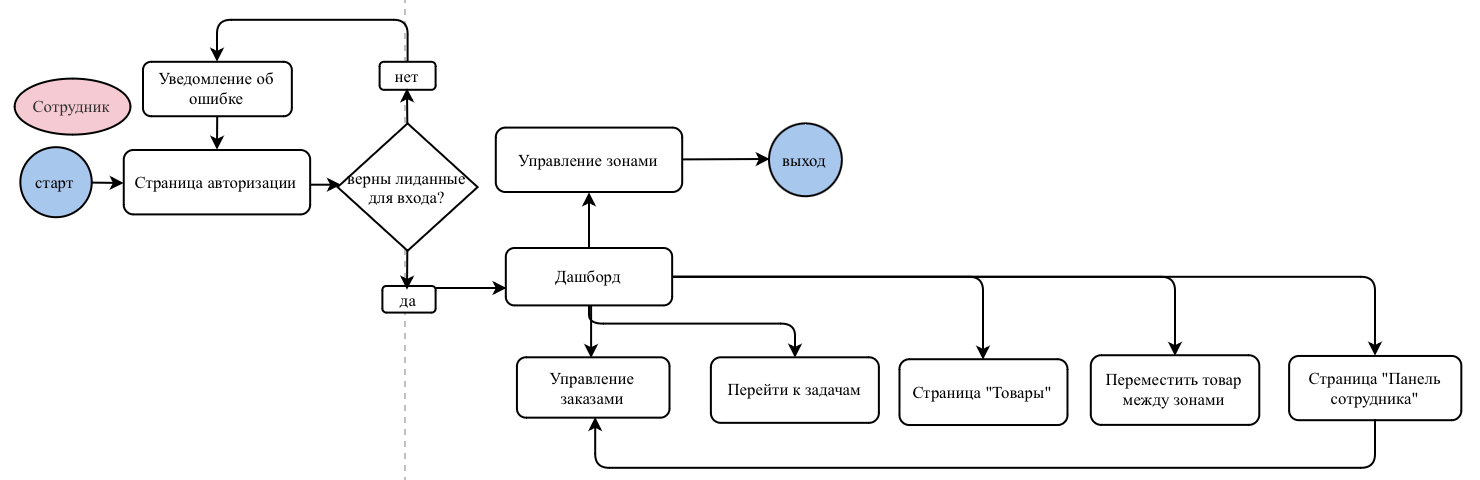 Уведомление об
ошибке
нет
Сотрудник
старт
Страница авторизации
верны лиданные
для входа?
Управление зонами
выход
да
Дашборд
Управление
заказами
Перейти к задачам
Страница "Товары"
Переместить товар
между зонами
Страница "Панель
сотрудника"